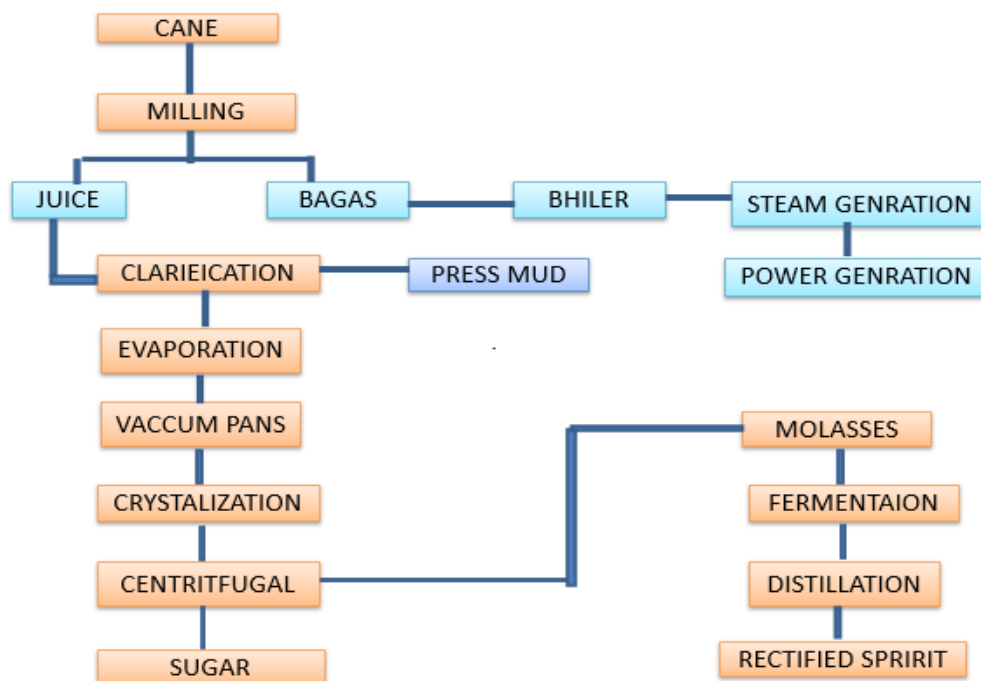 CANE
MILLING
JUICE
BAGAS
BHILER
STEAM GENRATION
CLARIEICATION
PRESS MUD
POWER GENRATION
EVAPORATION
VACCUM PANS
MOLASSES
CRYSTALIZATION
FERMENTAION
CENTRITFUGAL
DISTILLATION
SUGAR
RECTIFIED SPRIRIT